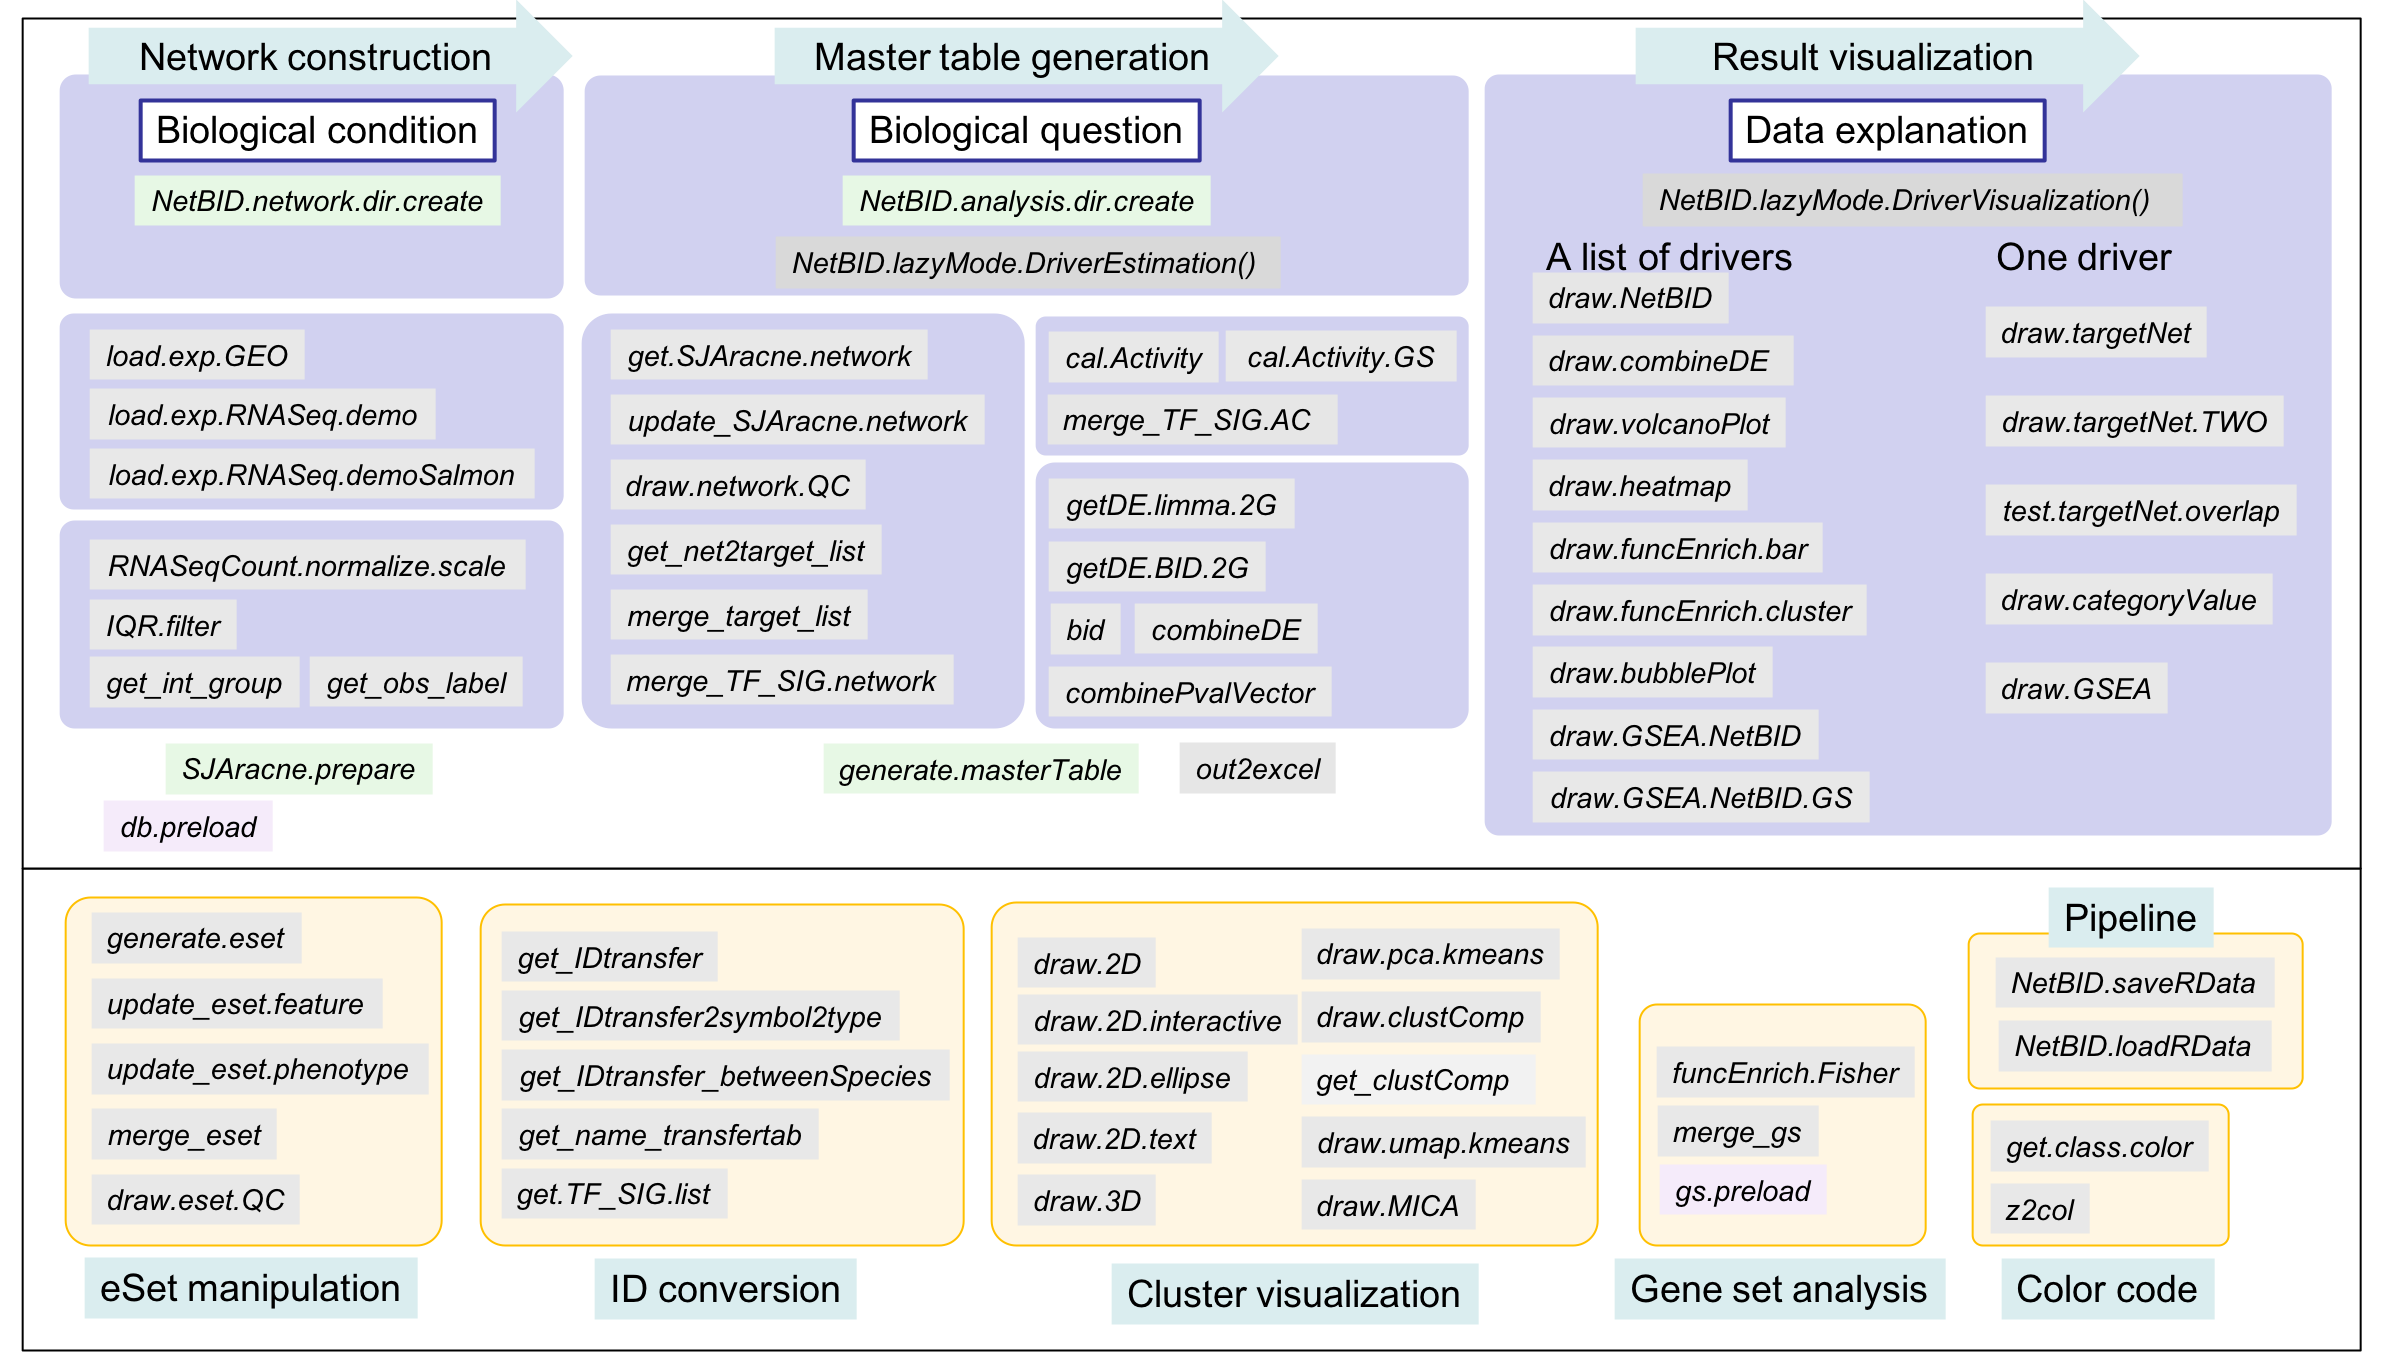 Network construction
Biological condition
NetBID.network.dir.create
load.exp.GEO
load.exp.RNASeq.demo
load.exp.RNASeq.demoSalmon
RNASeqCount.normalize.scale
IQR.filter
get_int_group
get_obs_label
SJAracne.prepare
db.preload
Master table generation
Biological question
NetBID.analysis.dir.create
NetBID.lazyMode.DriverEstimation()
get.SJAracne.network
update_SJAracne.network
draw.network.QC
get_net2target_list
merge_target_list
merge_TF_SIG.network
cal.Activity
cal.Activity.GS
merge_TF_SIG.AC
getDE.limma.2G
getDE.BID.2G
bid
combineDE
combinePvalVector
generate.masterTable
out2excel
Result visualization
Data explanation
NetBID.lazyMode.DriverVisualization()
A list of drivers
draw.NetBID
draw.combineDE
draw.volcanoPlot
draw.heatmap
draw.funcEnrich.bar
draw.funcEnrich.cluster
draw.bubblePlot
draw.GSEA.NetBID
draw.GSEA.NetBID.GS
One driver
draw.targetNet
draw.targetNet.TWO
test.targetNet.overlap
draw.categoryValue
draw.GSEA
generate.eset
update_eset.feature
update_eset.phenotype
merge_eset
draw.eset.QC
eSet manipulation
get_IDtransfer
get_IDtransfer2symbol2type
get_IDtransfer_betweenSpecies
get_name_transfertab
get.TF_SIG.list
ID conversion
draw.2D
draw.2D.interactive
draw.2D.ellipse
draw.2D.text
draw.3D
draw.pca.kmeans
draw.clustComp
get_clustComp
draw.umap.kmeans
draw.MICA
Cluster visualization
funcEnrich.Fisher
merge_gs
gs.preload
Gene set analysis
Pipeline
NetBID.saveRData
NetBID.loadRData
get.class.color
z2col
Color code